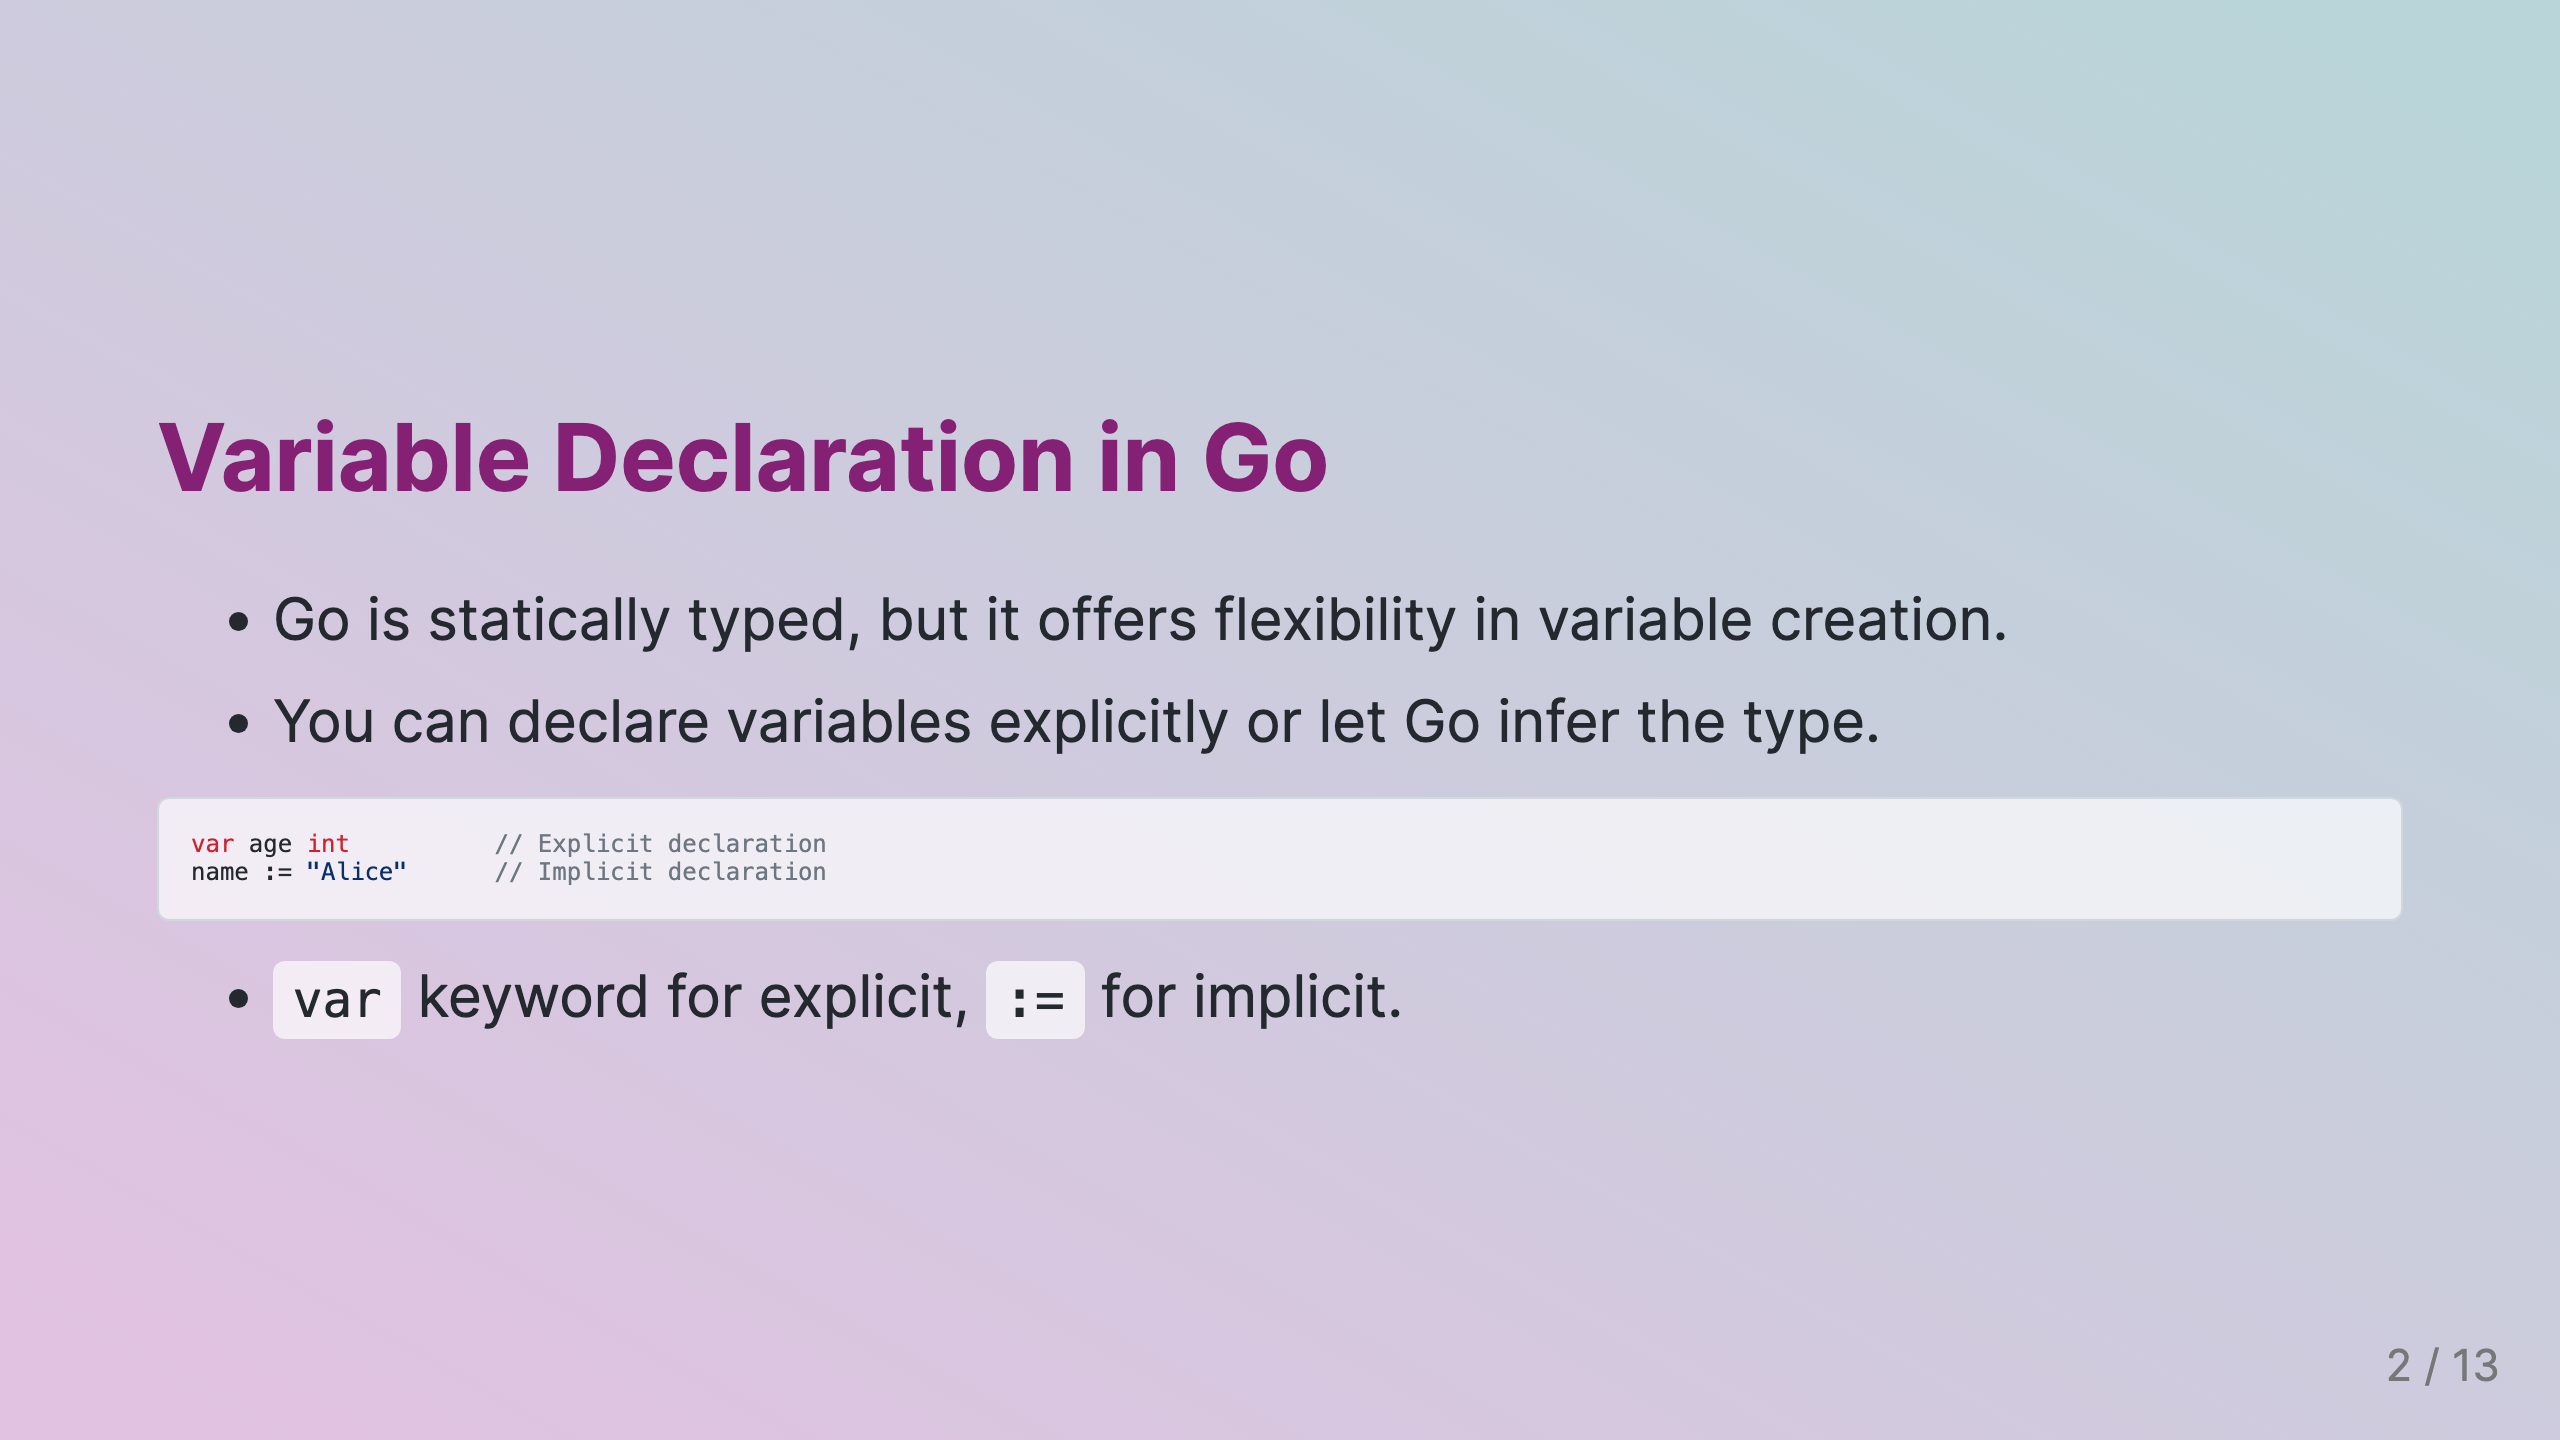 Variable Declaration in Go
• Go is statically typed, but it offers flexibility in variable creation.
• You can declare variables explicitly or let Go infer the type.
var age int          // Explicit declaration
name := "Alice"      // Implicit declaration
• var keyword for explicit, := for implicit.
2 / 13